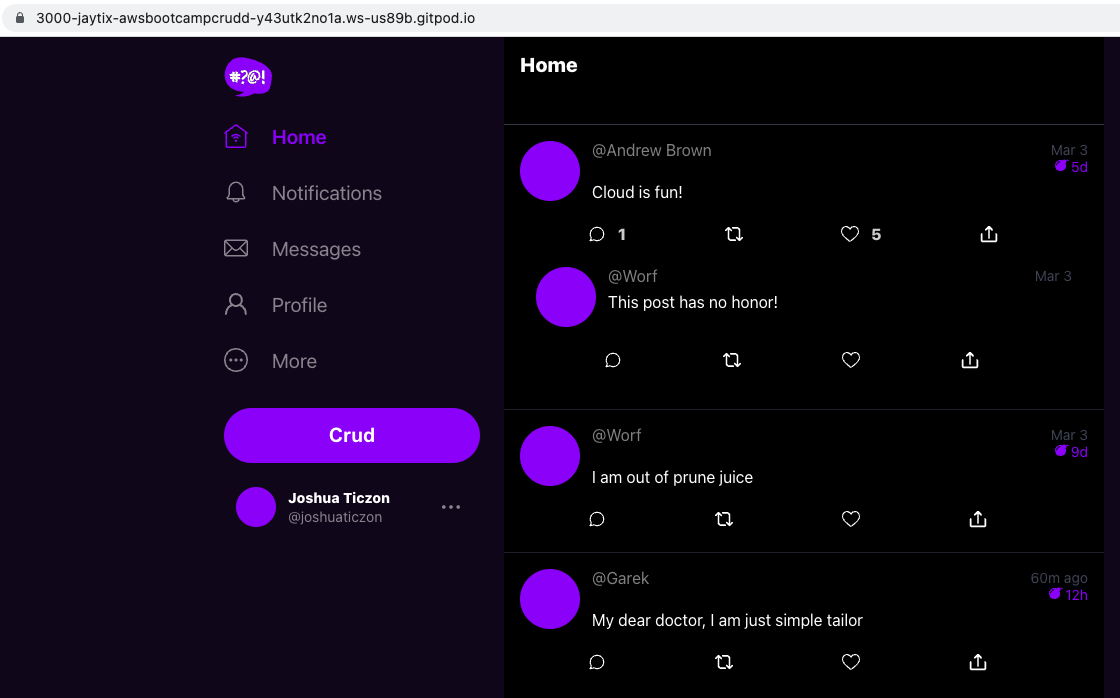 3000-jaytix-awsbootcampcrudd-y43utk2no1a.ws-us89b.gitpod.io
#?@!
Home
Notifications
Messages
Profile
More
Crud
Joshua Ticzon
@joshuaticzon
Home
@Andrew Brown
Mar 3
5d
Cloud is fun!
1
5
@Worf
Mar 3
This post has no honor!
@Worf
Mar 3
9d
I am out of prune juice
@Garek
60m ago
12h
My dear doctor, I am just simple tailor